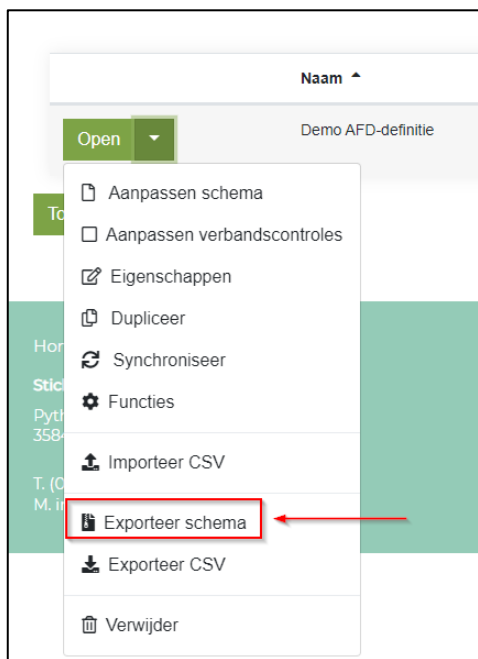 Naam
Open
Demo AFD-definitie
Aanpassen schema
Aanpassen verbandscontroles
Eigenschappen
Dupliceer
Synchroniseer
Functies
Importeer CSV
Exporteer schema
Exporteer CSV
Verwijder